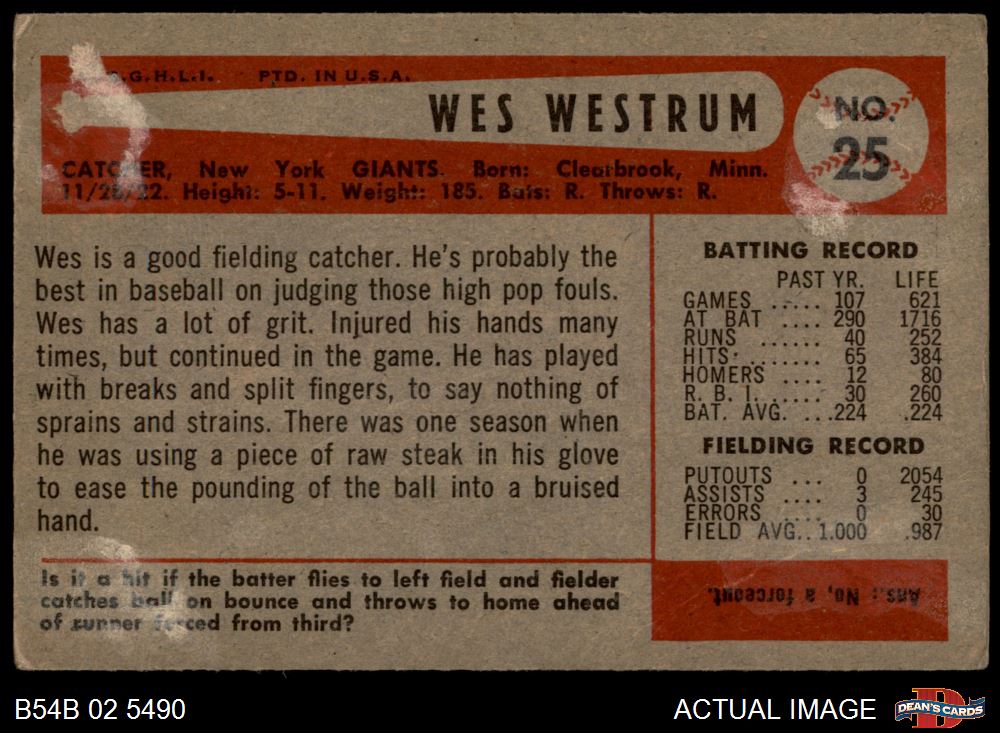 .G.H.L.I. PTD. IN U.S.A.
WES WESTRUM
NO.
25
CATCHER, New York GIANTS. Born: Clearbrook, Minn.
11/28/22. Height: 5-11. Weight: 185. Bats: R. Throws: R.
Wes is a good fielding catcher. He's probably the
best in baseball on judging those high pop fouls.
Wes has a lot of grit. Injured his hands many
times, but continued in the game. He has played
with breaks and split fingers, to say nothing of
sprains and strains. There was one season when
he was using a piece of raw steak in his glove
to ease the pounding of the ball into a bruised
hand.
Is it a hit if the batter flies to left field and fielder
catches ball on bounce and throws to home ahead
of runner forced from third?
BATTING RECORD
PAST YR. LIFE
GAMES ..... 107 621
AT BAT .... 290 1716
RUNS ...... 40 252
HITS ....... 65 384
HOMERS .... 12 80
R. B. I. ...... 30 260
BAT. AVG. ... .224 .224
FIELDING RECORD
PUTOUTS ... 0 2054
ASSISTS .... 3 245
ERRORS .... 0 30
FIELD AVG.. 1.000 .987
Ans.: No, a forceout.
B54B 02 5490
ACTUAL IMAGE
DEAN'S CARDS